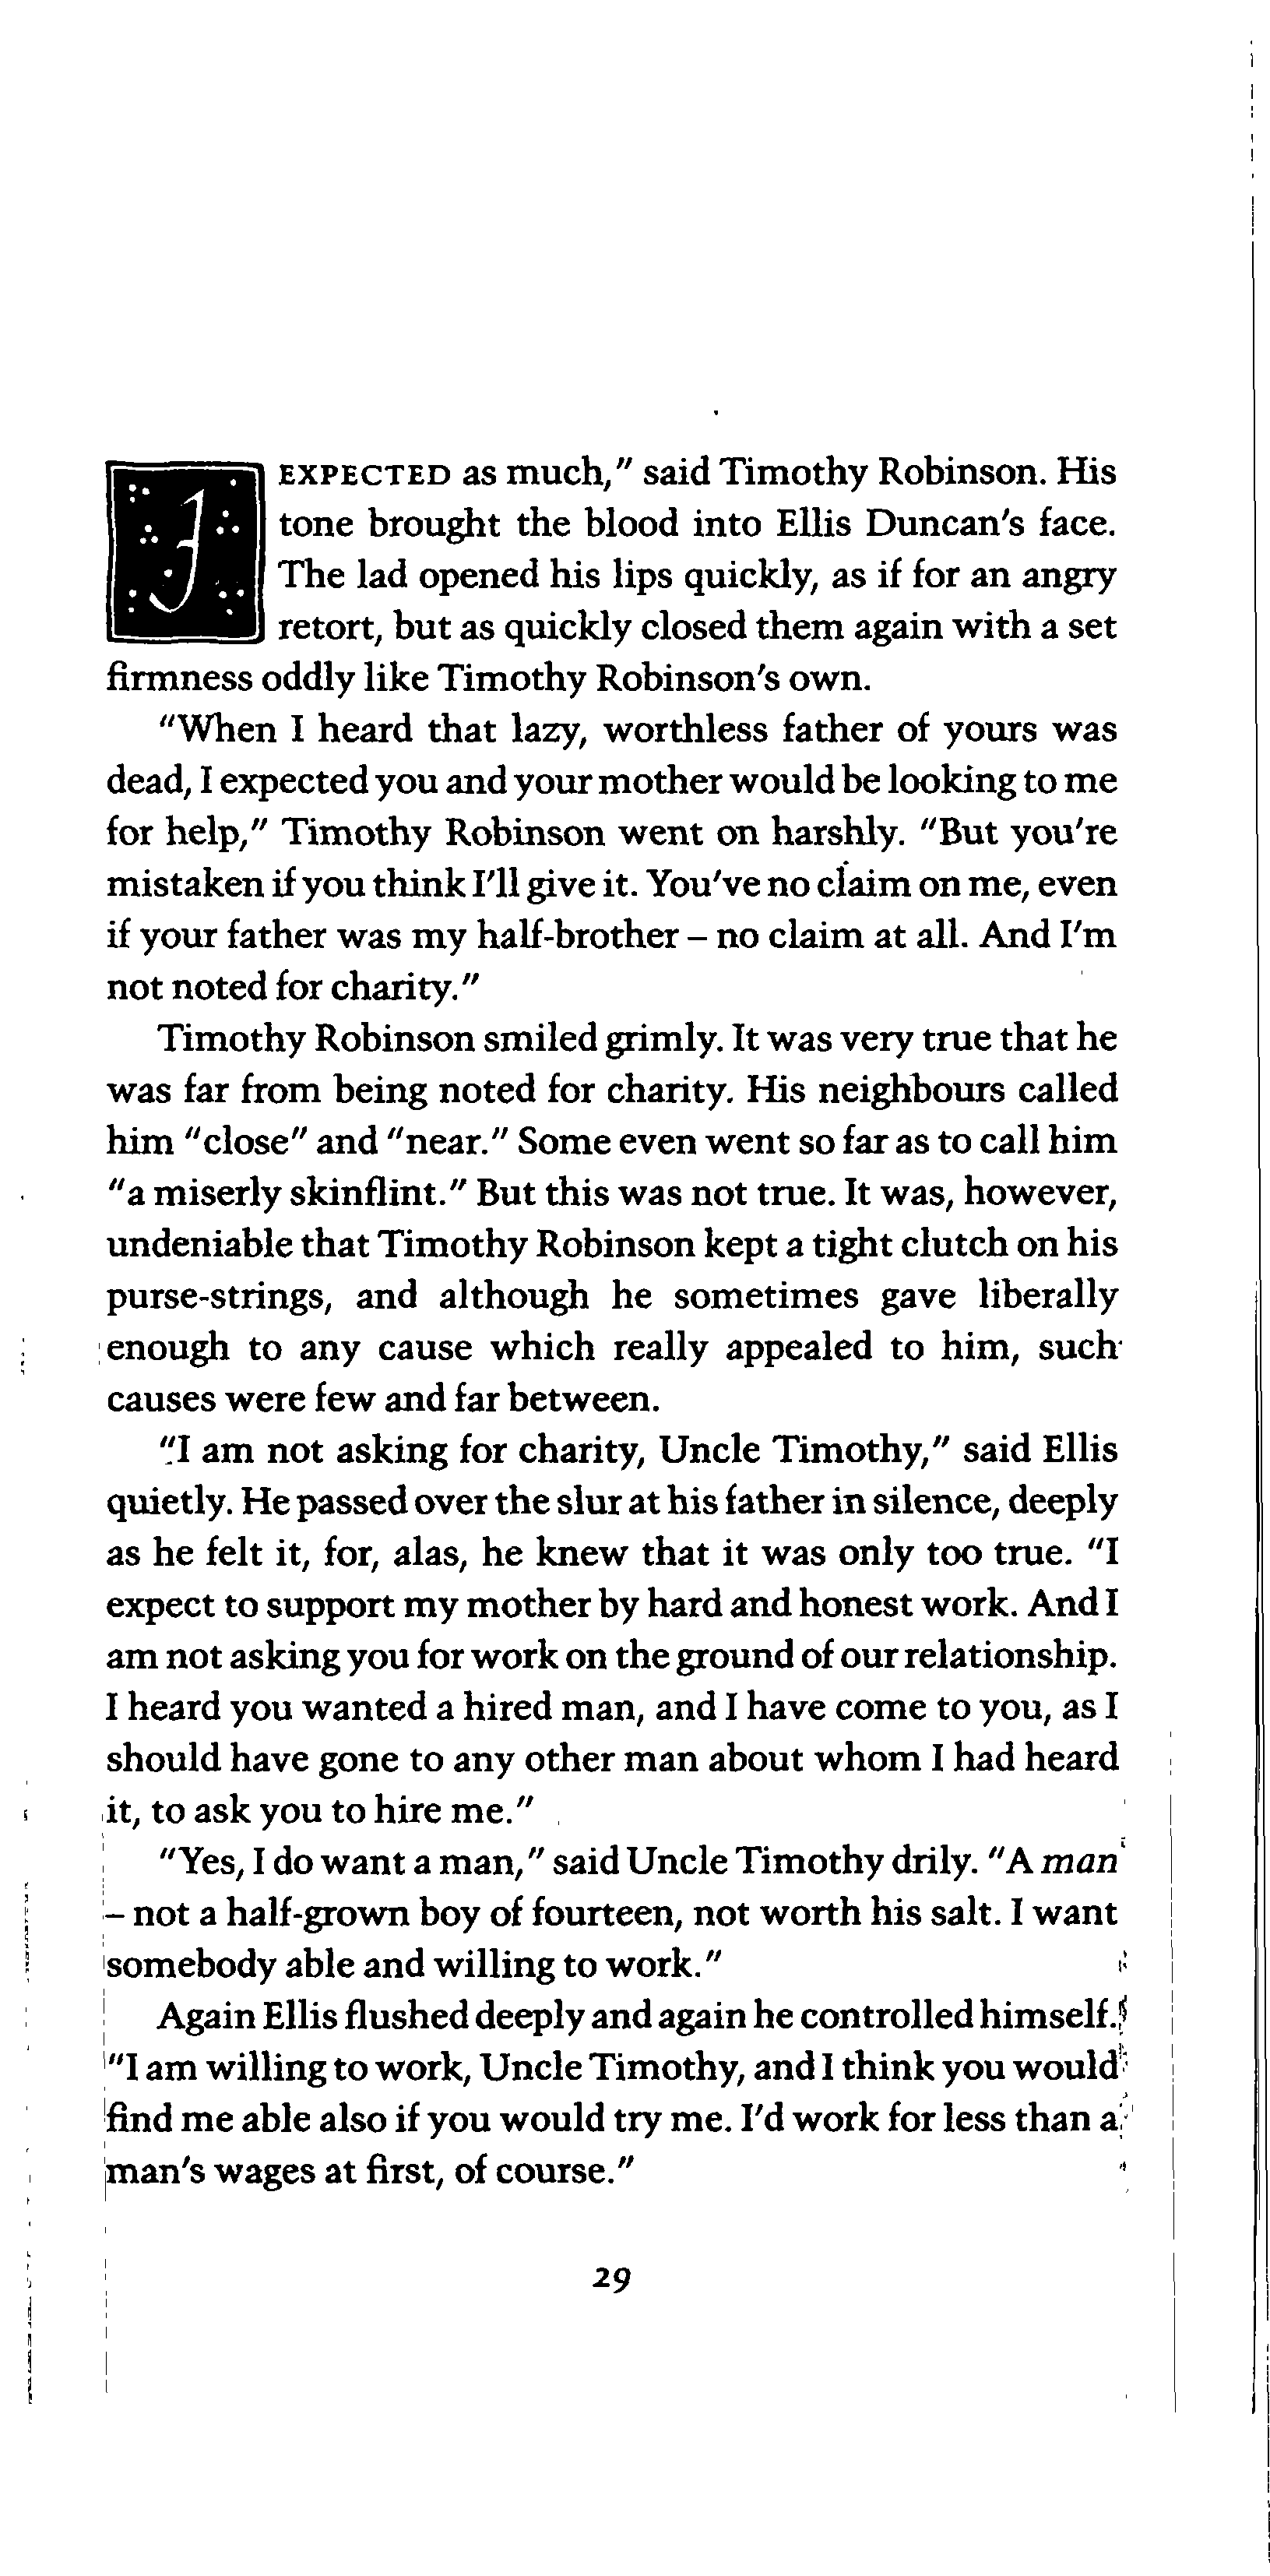 I EXPECTED as much," said Timothy Robinson. His
tone brought the blood into Ellis Duncan's face.
The lad opened his lips quickly, as if for an angry
retort, but as quickly closed them again with a set
firmness oddly like Timothy Robinson's own.
"When I heard that lazy, worthless father of yours was
dead, I expected you and your mother would be looking to me
for help," Timothy Robinson went on harshly. "But you're
mistaken if you think I'll give it. You've no claim on me, even
if your father was my half-brother – no claim at all. And I'm
not noted for charity."
Timothy Robinson smiled grimly. It was very true that he
was far from being noted for charity. His neighbours called
him "close" and "near." Some even went so far as to call him
"a miserly skinflint." But this was not true. It was, however,
undeniable that Timothy Robinson kept a tight clutch on his
purse-strings, and although he sometimes gave liberally
enough to any cause which really appealed to him, such
causes were few and far between.
"I am not asking for charity, Uncle Timothy," said Ellis
quietly. He passed over the slur at his father in silence, deeply
as he felt it, for, alas, he knew that it was only too true. "I
expect to support my mother by hard and honest work. And I
am not asking you for work on the ground of our relationship.
I heard you wanted a hired man, and I have come to you, as I
should have gone to any other man about whom I had heard
it, to ask you to hire me."
"Yes, I do want a man," said Uncle Timothy drily. "A man
– not a half-grown boy of fourteen, not worth his salt. I want
somebody able and willing to work."
Again Ellis flushed deeply and again he controlled himself.
"I am willing to work, Uncle Timothy, and I think you would
find me able also if you would try me. I'd work for less than a
man's wages at first, of course."
29